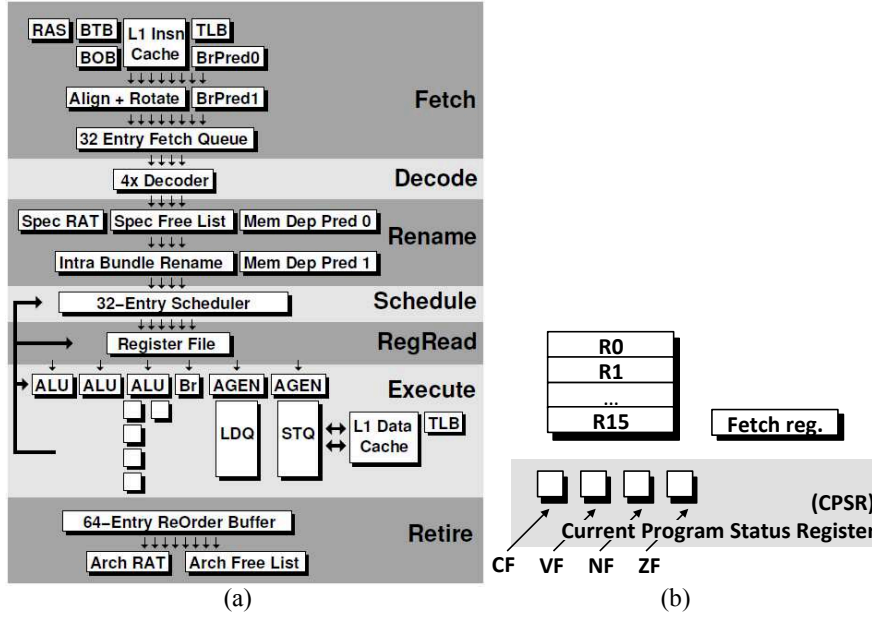 RAS BTB L1 Insn Cache TLB
BOB BrPred0
Align + Rotate BrPred1 Fetch
32 Entry Fetch Queue
4x Decoder Decode
Spec RAT Spec Free List Mem Dep Pred 0
Rename
Intra Bundle Rename Mem Dep Pred 1
32-Entry Scheduler Schedule
Register File RegRead
ALU ALU ALU Br AGEN AGEN Execute
LDQ STQ L1 Data Cache TLB
64-Entry ReOrder Buffer
Retire
Arch RAT Arch Free List
(a)
R0
R1
...
R15
Fetch reg.
(CPSR)
Current Program Status Register
CF VF NF ZF
(b)